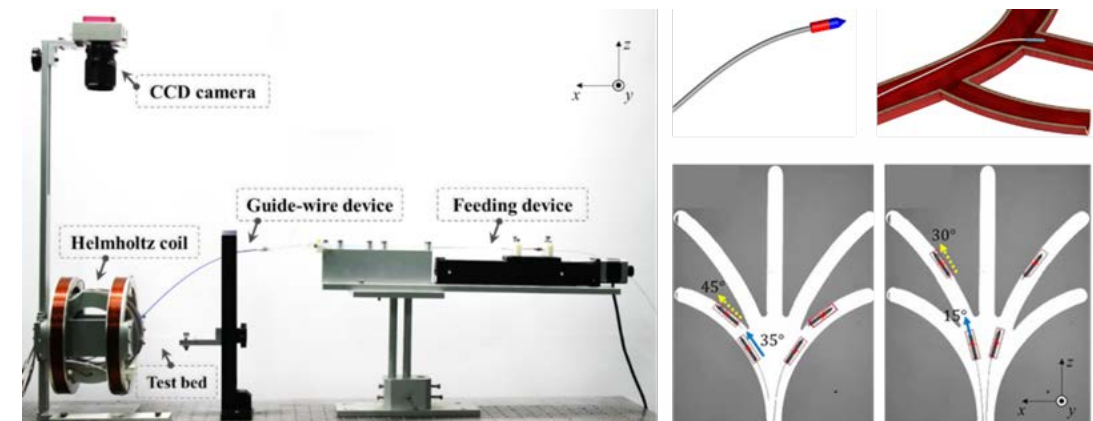 CCD camera
z
x
y
Guide-wire device
Feeding device
Helmholtz coil
Test bed
45°
35°
30°
15°
z
x
y